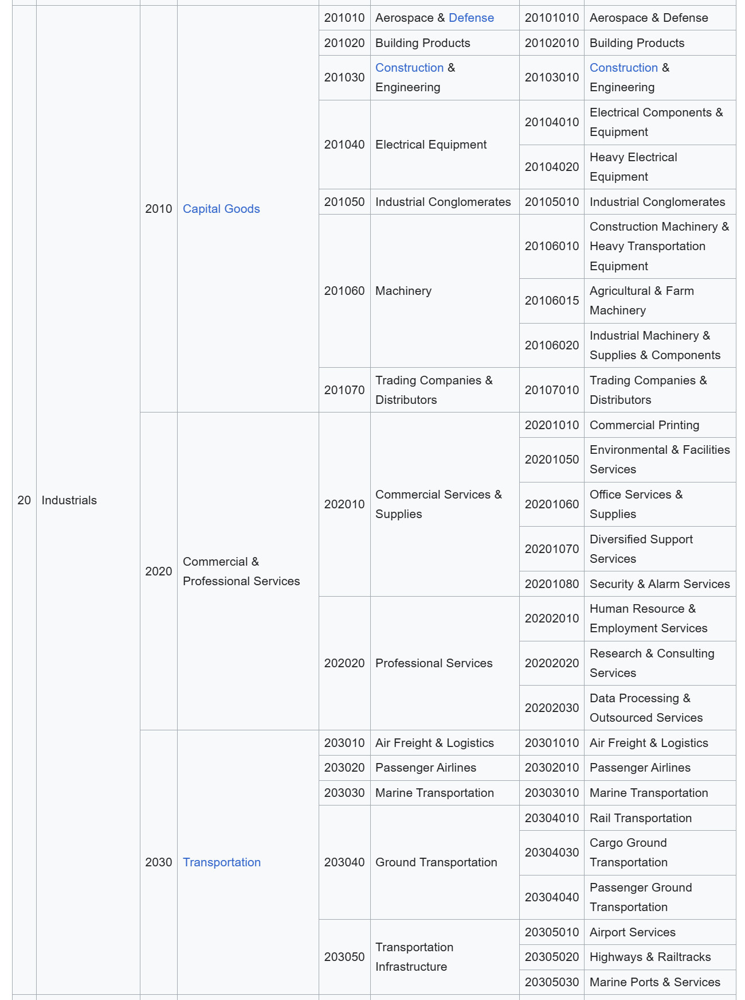 201010 Aerospace & Defense 20101010 Aerospace & Defense
201020 Building Products 20102010 Building Products
201030 Construction & Engineering 20103010 Construction & Engineering
20104010 Electrical Components & Equipment
201040 Electrical Equipment
20104020 Heavy Electrical Equipment
2010 Capital Goods
201050 Industrial Conglomerates 20105010 Industrial Conglomerates
20106010 Construction Machinery & Heavy Transportation Equipment
201060 Machinery
20106015 Agricultural & Farm Machinery
20106020 Industrial Machinery & Supplies & Components
201070 Trading Companies & Distributors 20107010 Trading Companies & Distributors
20 Industrials
20201010 Commercial Printing
20201050 Environmental & Facilities Services
202010 Commercial Services & Supplies
20201060 Office Services & Supplies
20201070 Diversified Support Services
2020 Commercial & Professional Services
20201080 Security & Alarm Services
20202010 Human Resource & Employment Services
202020 Professional Services
20202020 Research & Consulting Services
20202030 Data Processing & Outsourced Services
203010 Air Freight & Logistics 20301010 Air Freight & Logistics
203020 Passenger Airlines 20302010 Passenger Airlines
203030 Marine Transportation 20303010 Marine Transportation
20304010 Rail Transportation
2030 Transportation
203040 Ground Transportation
20304030 Cargo Ground Transportation
20304040 Passenger Ground Transportation
20305010 Airport Services
203050 Transportation Infrastructure
20305020 Highways & Railtracks
20305030 Marine Ports & Services